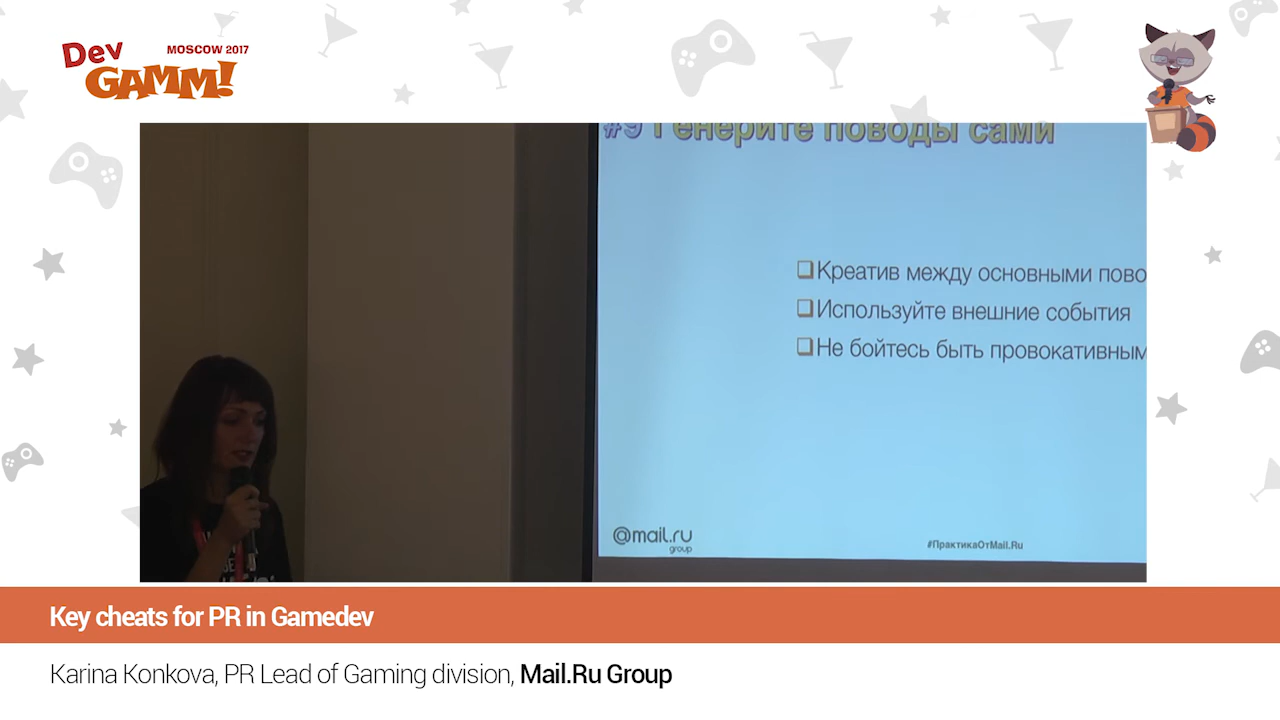 Dev
GAMM!
MOSCOW 2017
#9 Генерите поводы сами
Креатив между основными пово
Используйте внешние события
Не бойтесь быть провокативным
@mail.ru
group
#ПрактикаОтMail.Ru
Key cheats for PR in Gamedev
Karina Konkova, PR Lead of Gaming division, Mail.Ru Group